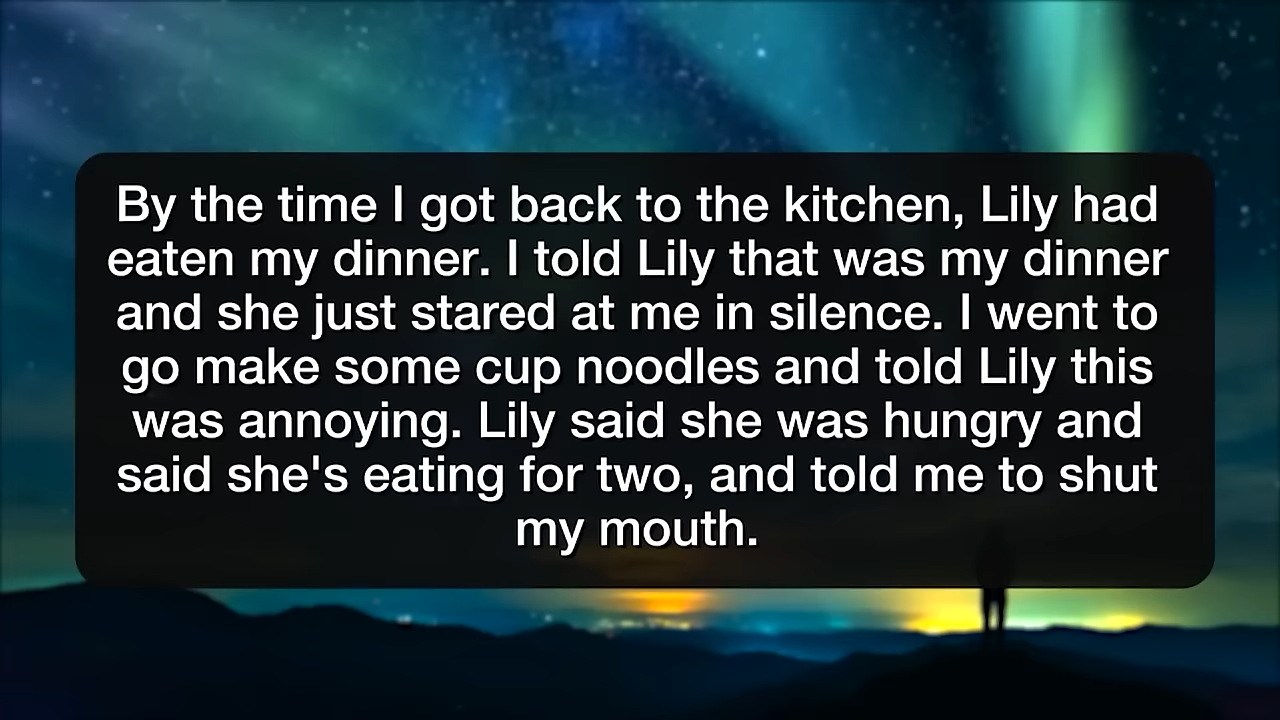 By the time I got back to the kitchen, Lily had
eaten my dinner. I told Lily that was my dinner
and she just stared at me in silence. I went to
go make some cup noodles and told Lily this
was annoying. Lily said she was hungry and
said she's eating for two, and told me to shut
my mouth.